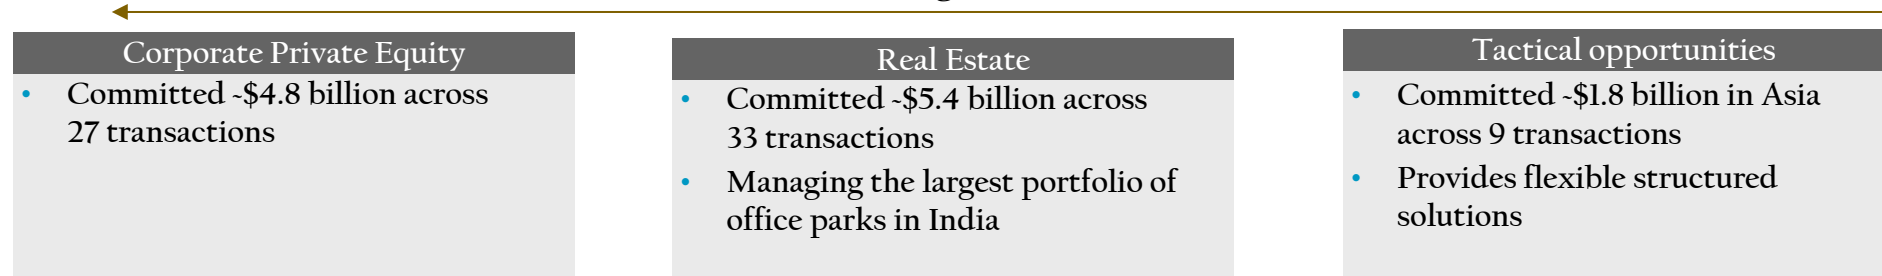 Corporate Private Equity
• Committed ~$4.8 billion across
27 transactions
Real Estate
• Committed ~$5.4 billion across
33 transactions
• Managing the largest portfolio of
office parks in India
Tactical opportunities
• Committed ~$1.8 billion in Asia
across 9 transactions
• Provides flexible structured
solutions